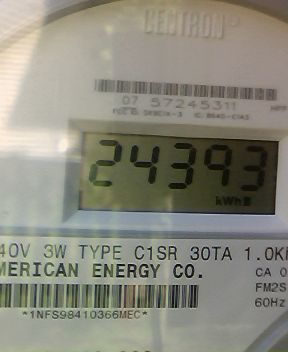 CENTRON®
07 57245311
24393
kWh
40V 3W TYPE C1SR 30TA 1.0K
MERICAN ENERGY CO.
CA 0
FM2S
60Hz
*1NFS98410366MEC*